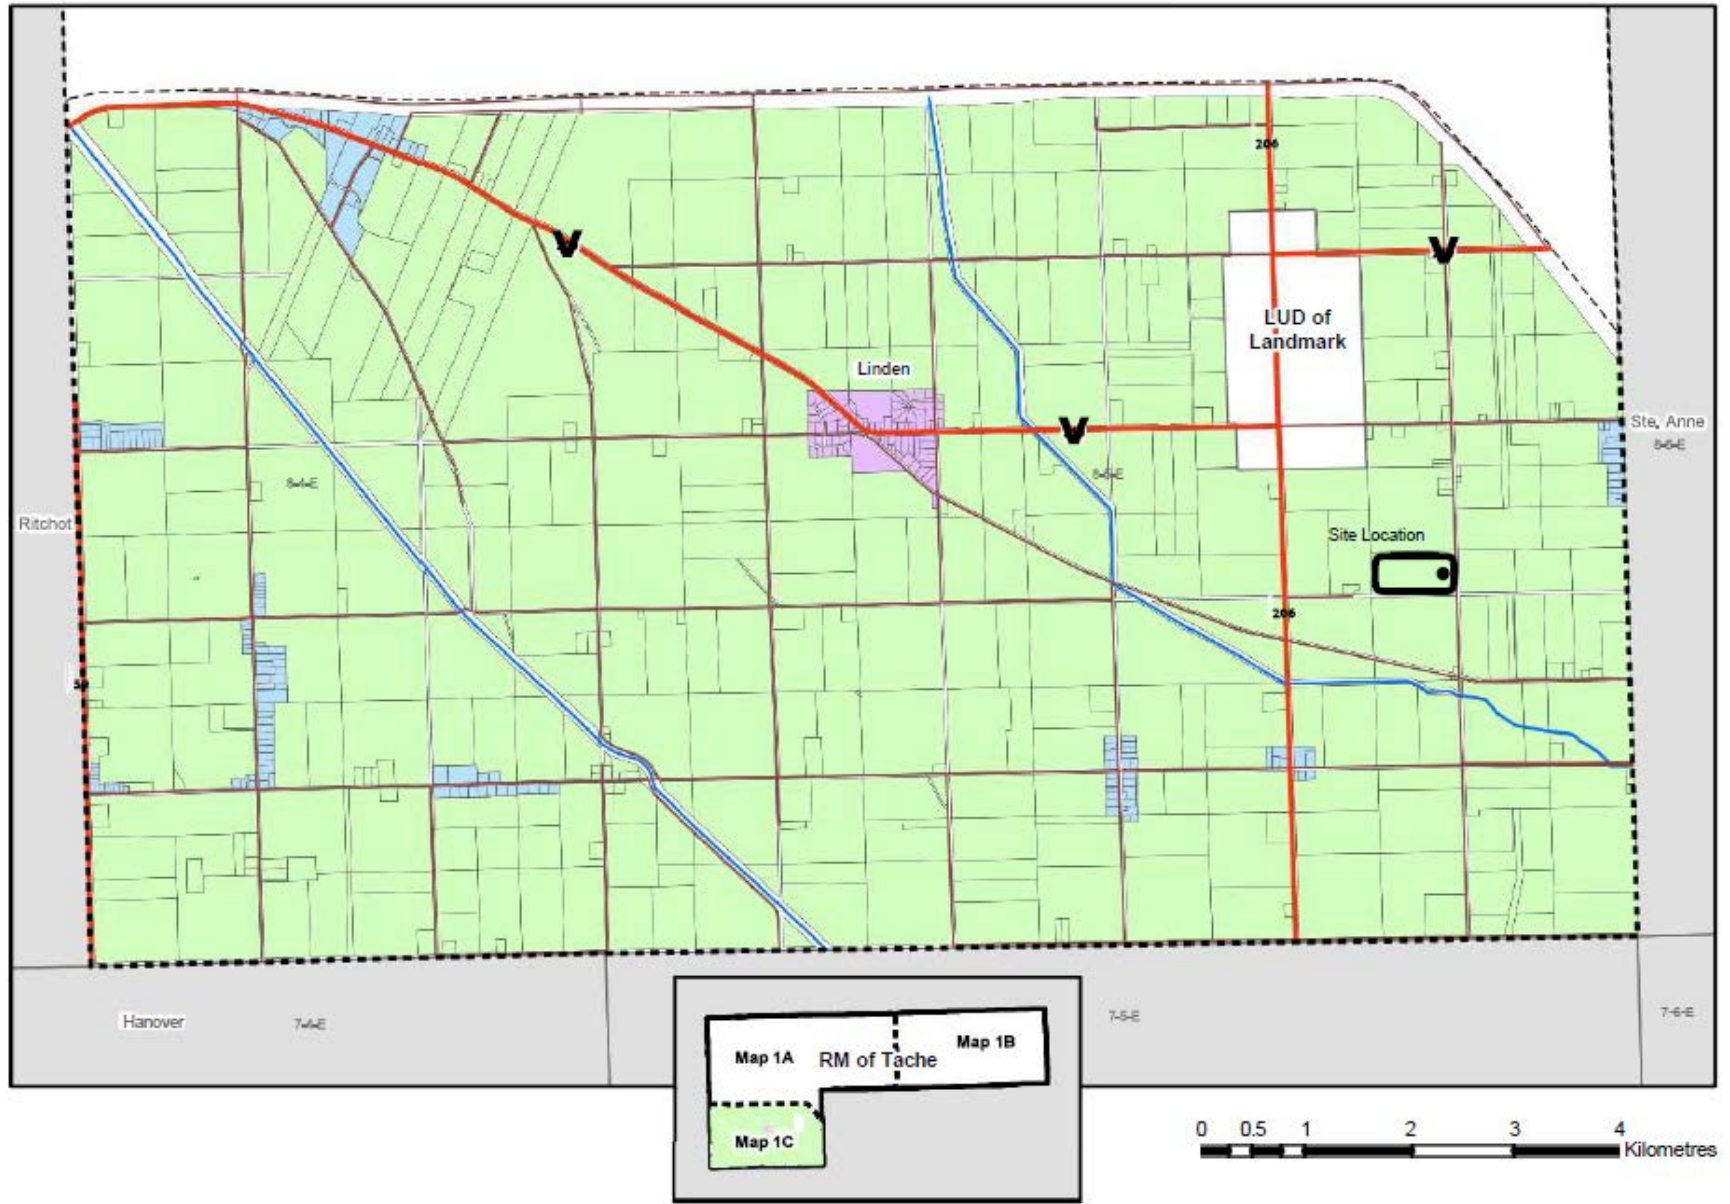 206
V
V
LUD of
Landmark
Linden
V
Ste. Anne
8-6-E
8-5-E
8-4-E
Ritchot
Site Location
206
Hanover
7-4-E
7-5-E
7-6-E
Map 1A
RM of Tache
Map 1B
Map 1C
0 0.5 1 2 3 4
Kilometres